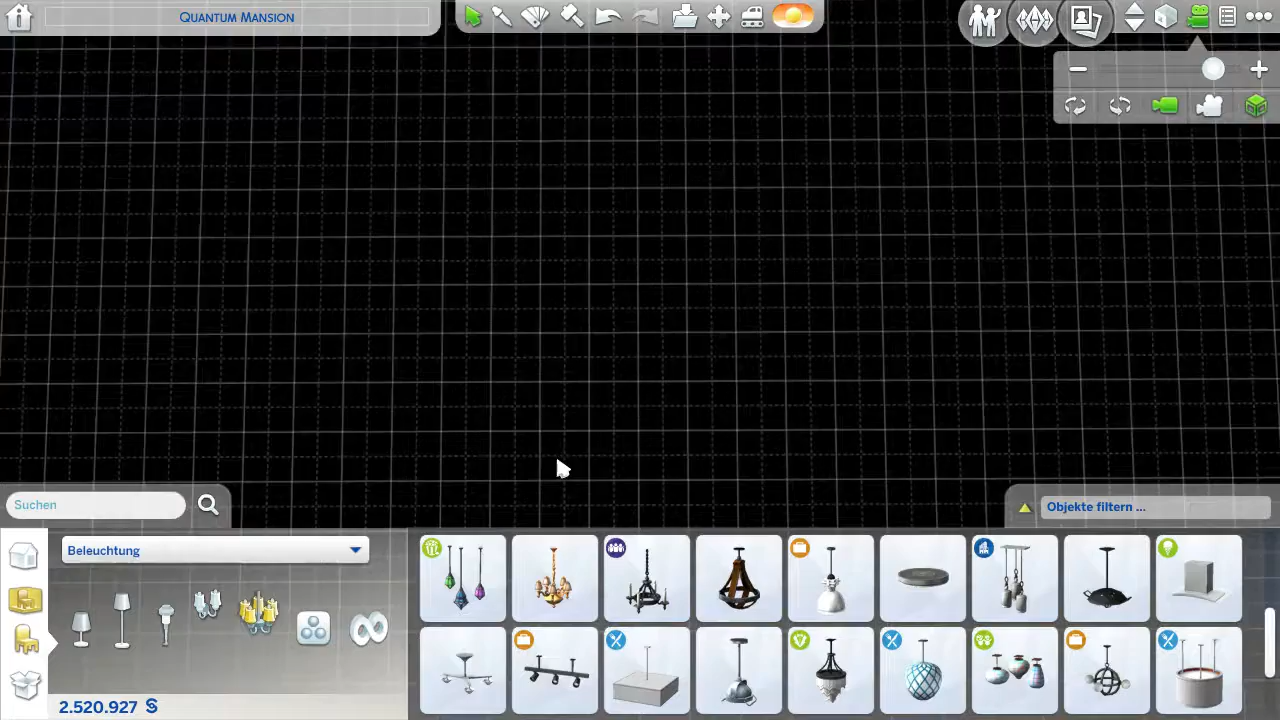 QUANTUM MANSION
Suchen
Objekte filtern ...
Beleuchtung
2.520.927 §